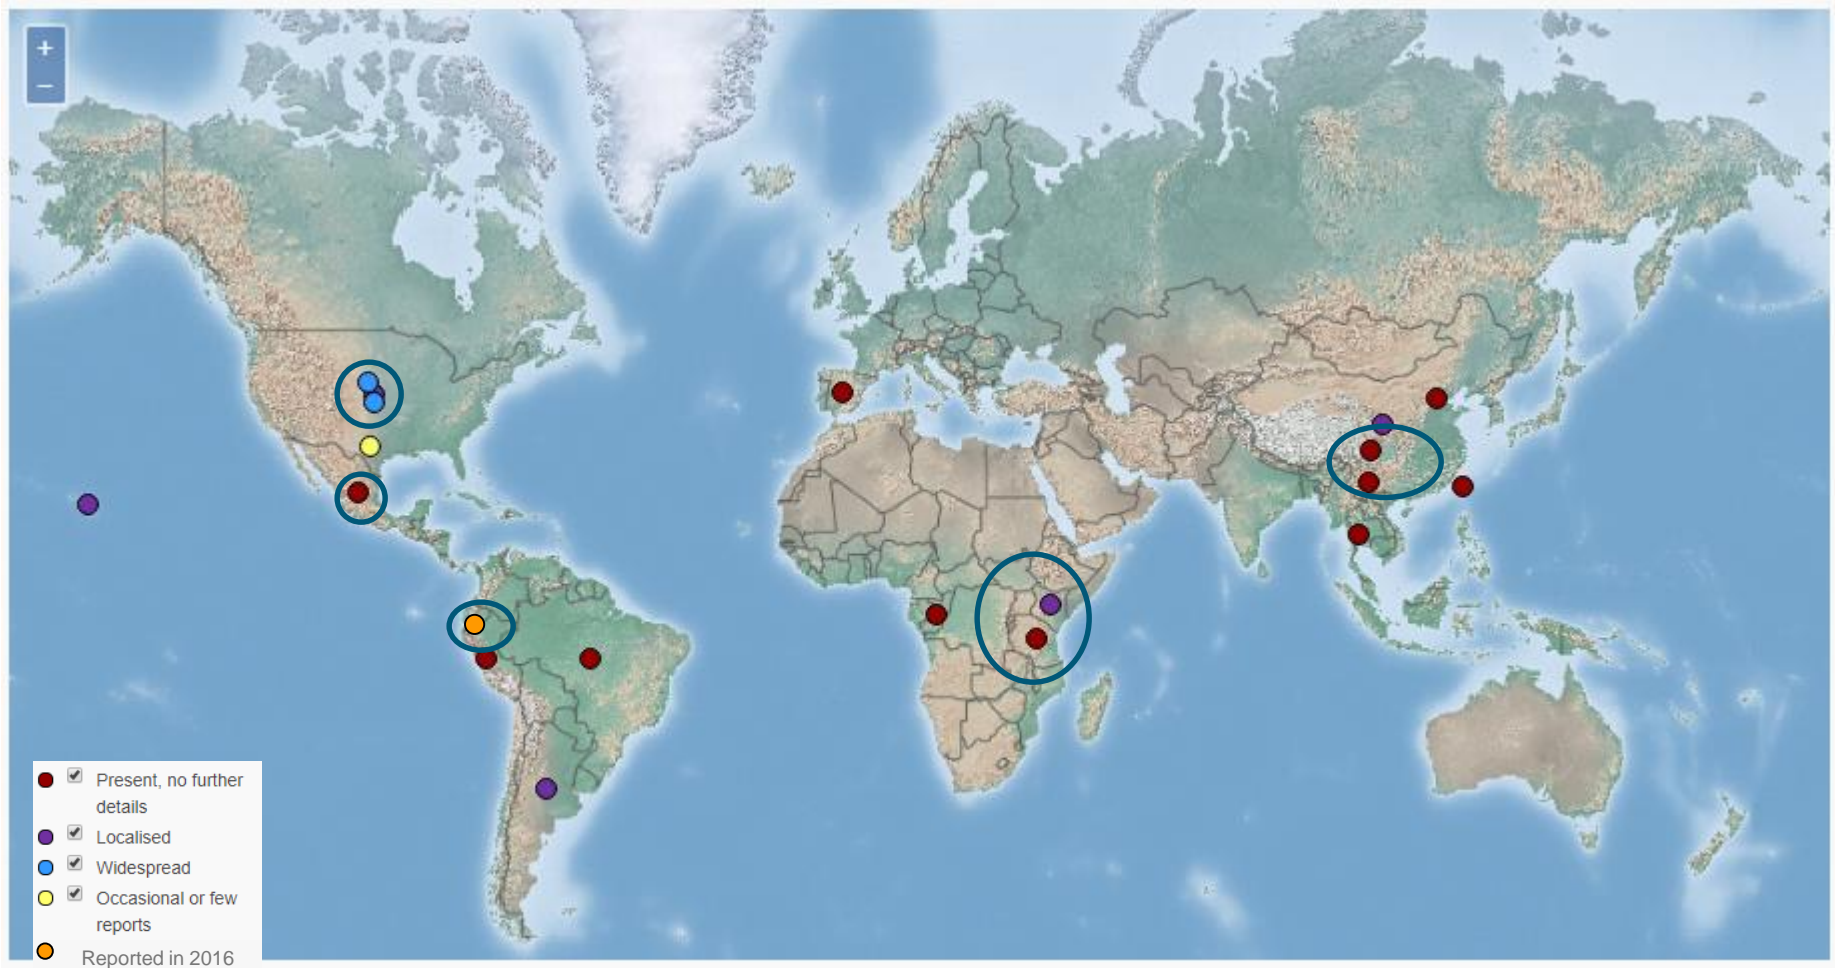 +
−
Present, no further
details
Localised
Widespread
Occasional or few
reports
Reported in 2016